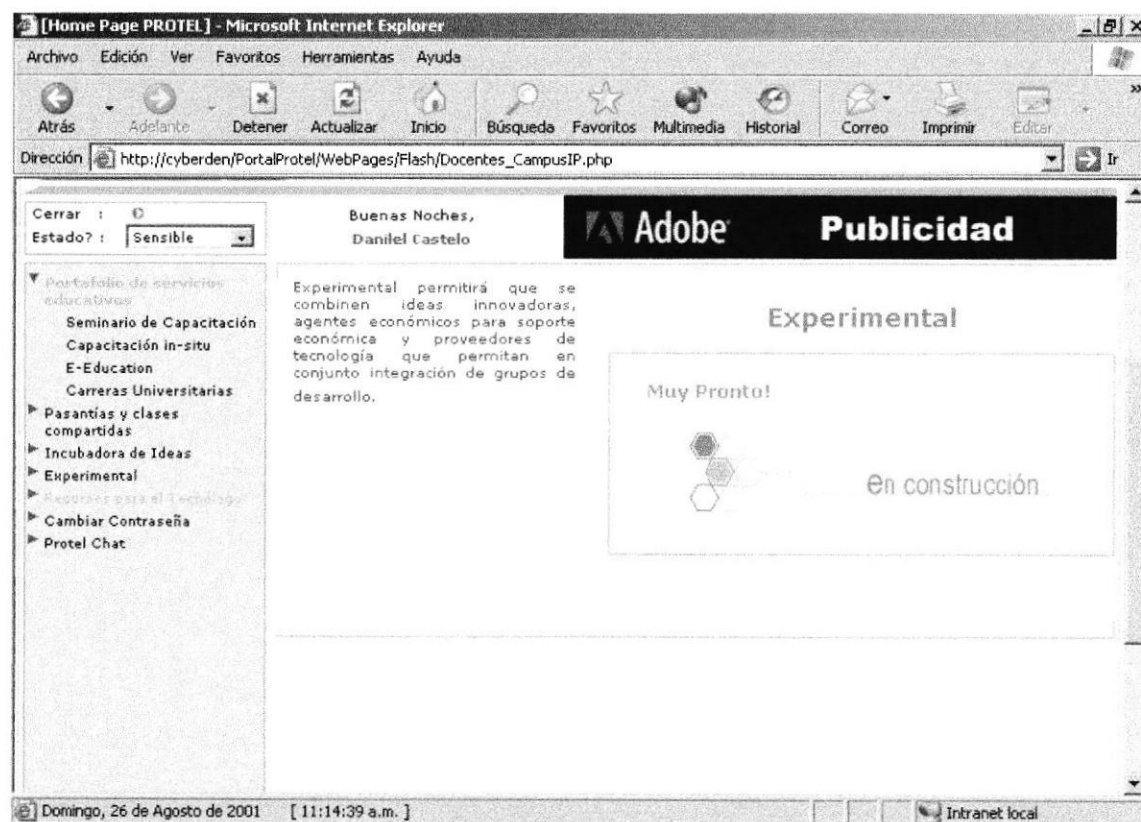 [Home Page PROTEL] - Microsoft Internet Explorer
Archivo Edición Ver Favoritos Herramientas Ayuda
Atrás Adelante Detener Actualizar Inicio Búsqueda Favoritos Multimedia Historial Correo Imprimir Editar
Dirección http://cyberden/PortalProtel/WebPages/Flash/Docentes_CampusIP.php Ir
Cerrar :
Estado? : Sensible
Buenas Noches,
Danilel Castelo
Adobe Publicidad
Portafolio de servicios
educativos
Seminario de Capacitación
Capacitación in-situ
E-Education
Carreras Universitarias
Pasantías y clases
compartidas
Incubadora de Ideas
Experimental
Recursos para el Tecnólogo
Cambiar Contraseña
Protel Chat
Experimental permitirá que se
combinen ideas innovadoras,
agentes económicos para soporte
económica y proveedores de
tecnología que permitan en
conjunto integración de grupos de
desarrollo.
Experimental
Muy Pronto!
en construcción
Domingo, 26 de Agosto de 2001 [ 11:14:39 a.m. ] Intranet local